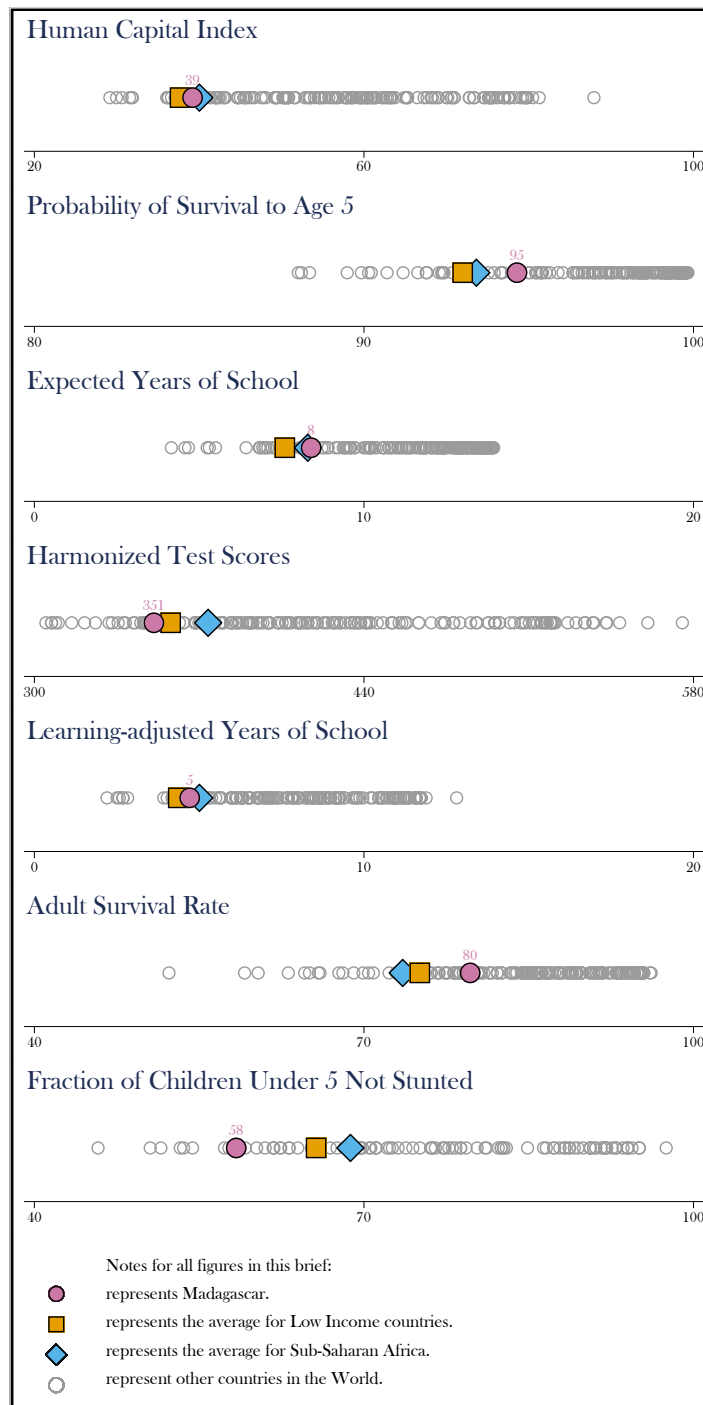 Human Capital Index
39
20 60 100
Probability of Survival to Age 5
95
80 90 100
Expected Years of School
8
0 10 20
Harmonized Test Scores
351
300 440 580
Learning-adjusted Years of School
5
0 10 20
Adult Survival Rate
80
40 70 100
Fraction of Children Under 5 Not Stunted
58
40 70 100
Notes for all figures in this brief:
represents Madagascar.
represents the average for Low Income countries.
represents the average for Sub-Saharan Africa.
represent other countries in the World.